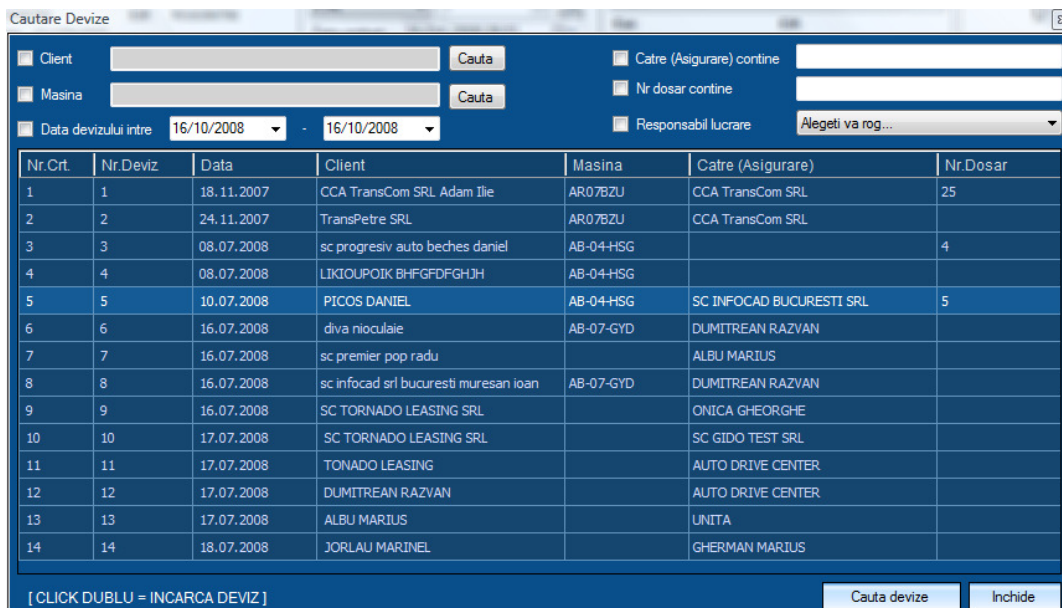 Cautare Devize
Client Cauta Catre (Asigurare) contine
Masina Cauta Nr dosar contine
Data devizului intre 16/10/2008 - 16/10/2008 Responsabil lucrare Alegeti va rog...
Nr.Crt. Nr.Deviz Data Client Masina Catre (Asigurare) Nr.Dosar
1 1 18.11.2007 CCA TransCom SRL Adam Ilie AR07BZU CCA TransCom SRL 25
2 2 24.11.2007 TransPetre SRL AR07BZU CCA TransCom SRL
3 3 08.07.2008 sc progresiv auto beches daniel AB-04-HSG 4
4 4 08.07.2008 LIKIOUPOIK BHFGFDFGHJH AB-04-HSG
5 5 10.07.2008 PICOS DANIEL AB-04-HSG SC INFOCAD BUCURESTI SRL 5
6 6 16.07.2008 diva nioculaie AB-07-GYD DUMITREAN RAZVAN
7 7 16.07.2008 sc premier pop radu ALBU MARIUS
8 8 16.07.2008 sc infocad srl bucuresti muresan ioan AB-07-GYD DUMITREAN RAZVAN
9 9 16.07.2008 SC TORNADO LEASING SRL ONICA GHEORGHE
10 10 17.07.2008 SC TORNADO LEASING SRL SC GIDO TEST SRL
11 11 17.07.2008 TONADO LEASING AUTO DRIVE CENTER
12 12 17.07.2008 DUMITREAN RAZVAN AUTO DRIVE CENTER
13 13 17.07.2008 ALBU MARIUS UNITA
14 14 18.07.2008 JORLAU MARINEL GHERMAN MARIUS
[ CLICK DUBLU = INCARCA DEVIZ ] Cauta devize Inchide